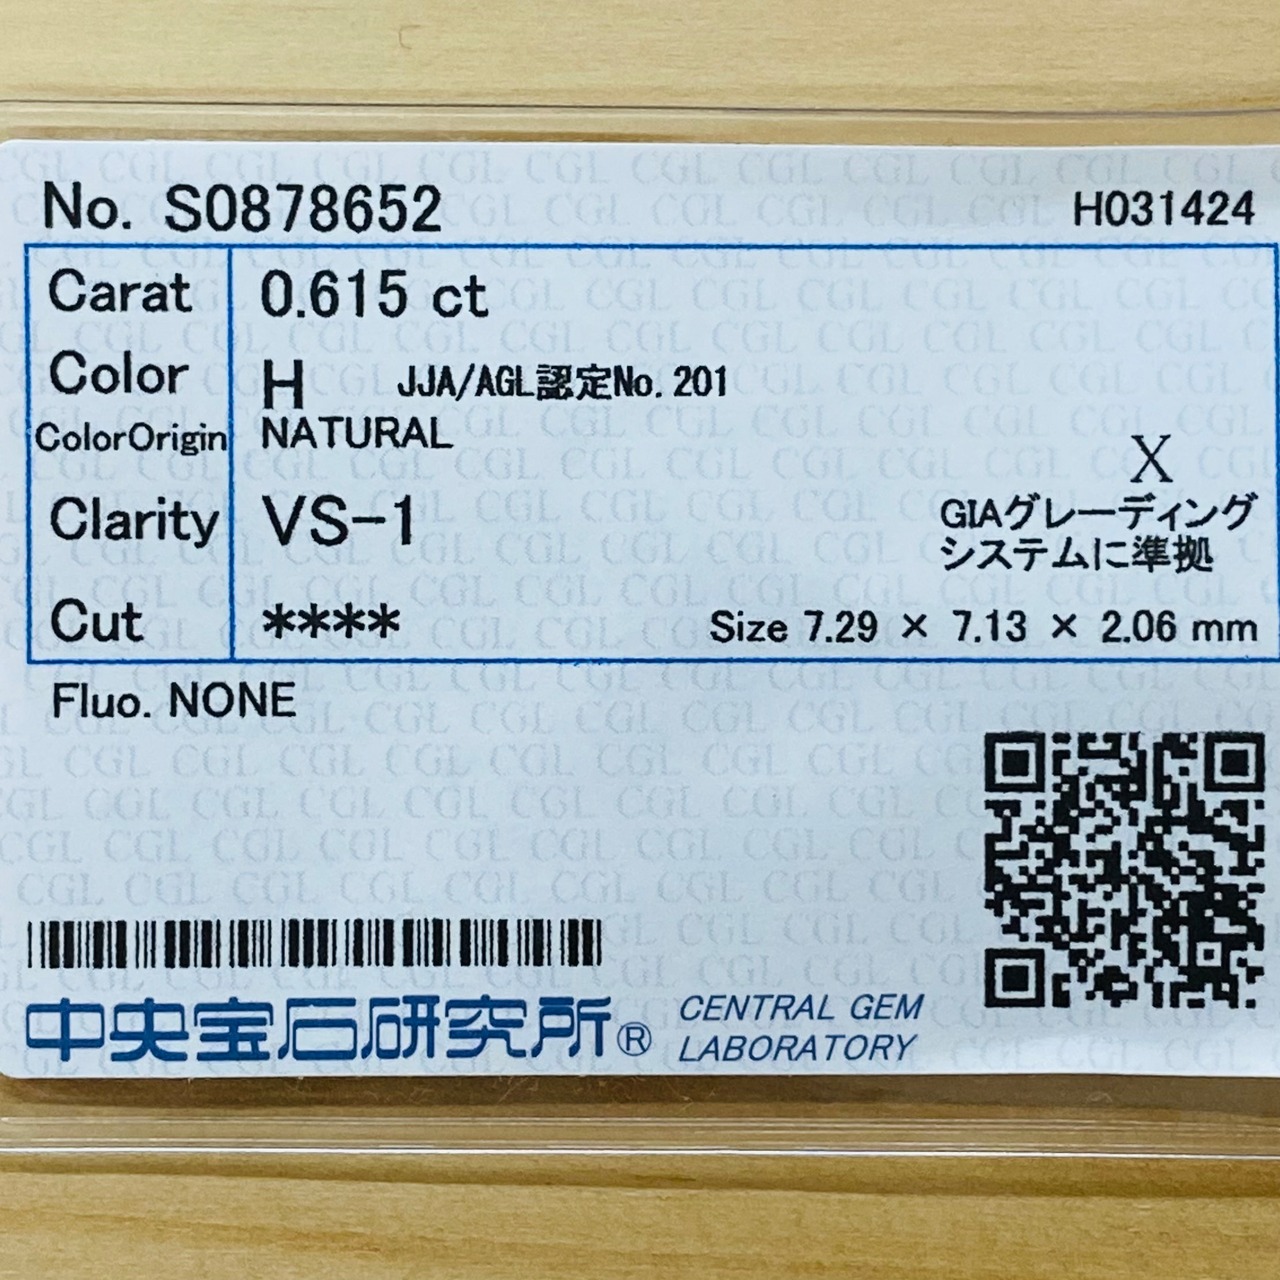 No. S0878652 H031424
Carat 0.615 ct
Color H JJA/AGL認定No. 201
ColorOrigin NATURAL
X
Clarity VS-1 GIAグレーディング
システムに準拠
Cut **** Size 7.29 × 7.13 × 2.06 mm
Fluo. NONE
中央宝石研究所® CENTRAL GEM
LABORATORY